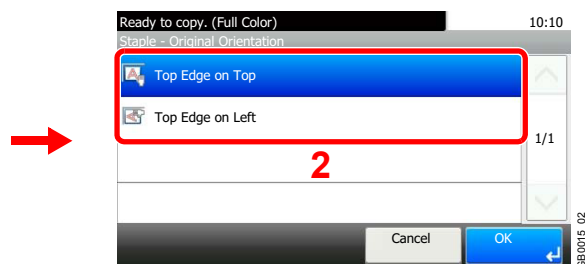 Ready to copy. (Full Color) 10:10
Staple - Original Orientation
Top Edge on Top
Top Edge on Left
1/1
2
Cancel OK
GB0015_02